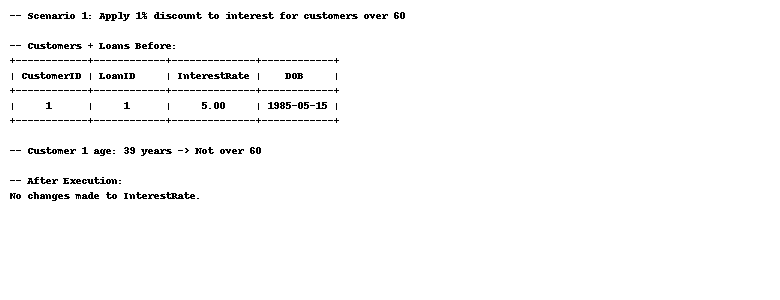 -- Scenario 1: Apply 1% discount to interest for customers over 60
-- Customers + Loans Before:
+------------+------------+--------------+------------+
| CustomerID | LoanID     | InterestRate |    DOB     |
+------------+------------+--------------+------------+
|     1      |     1      |     5.00     | 1985-05-15 |
+------------+------------+--------------+------------+
-- Customer 1 age: 39 years -> Not over 60
-- After Execution:
No changes made to InterestRate.